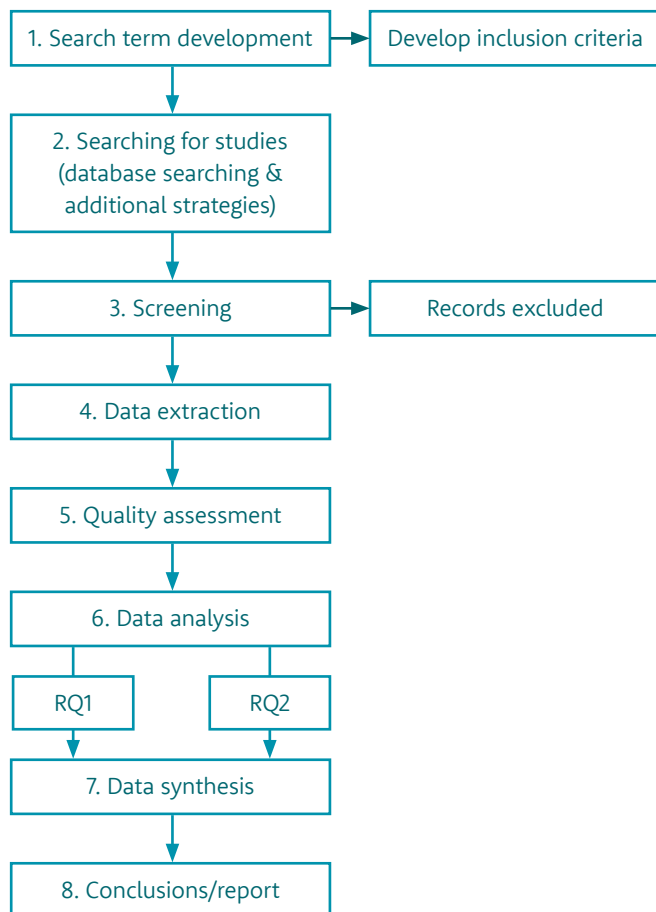 1. Search term development
Develop inclusion criteria
2. Searching for studies
(database searching &
additional strategies)
3. Screening
Records excluded
4. Data extraction
5. Quality assessment
6. Data analysis
RQ1
RQ2
7. Data synthesis
8. Conclusions/report